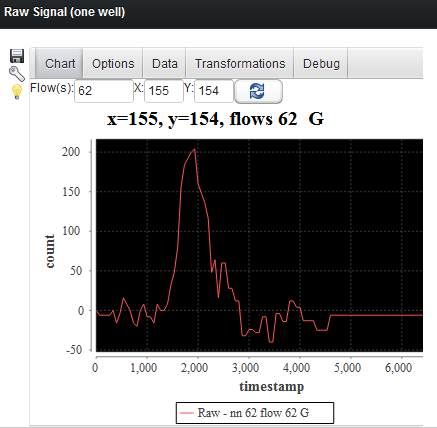 Raw Signal (one well)
Chart Options Data Transformations Debug
Flow(s): 62 X: 155 Y: 154
x=155, y=154, flows 62 G
200
150
100
50
0
-50
count
0 1,000 2,000 3,000 4,000 5,000 6,000
timestamp
Raw - nn 62 flow 62 G